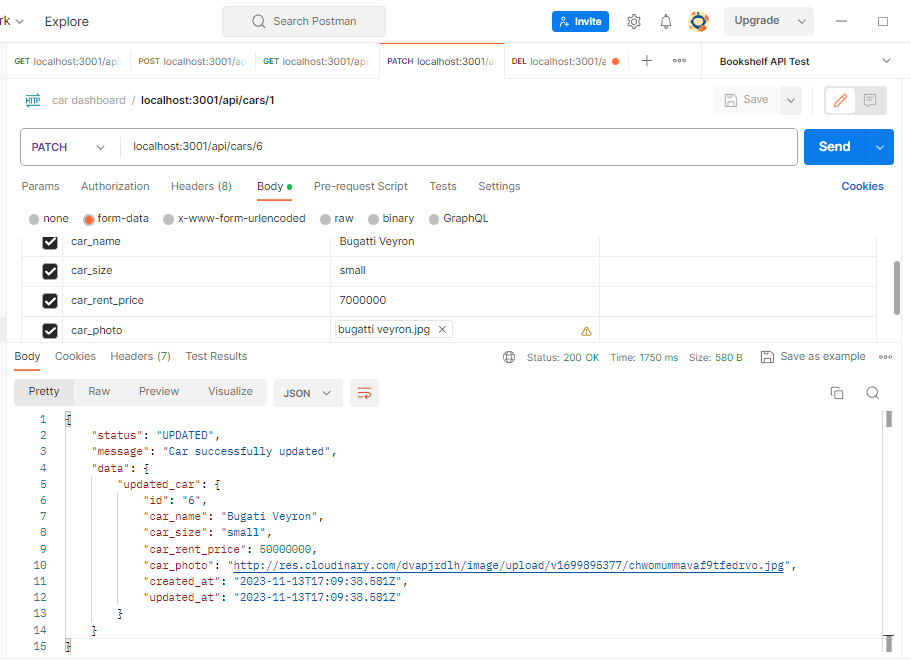 rk Explore Search Postman Invite Upgrade
GET localhost:3001/api POST localhost:3001/ap GET localhost:3001/api PATCH localhost:3001/a DEL localhost:3001/a Bookshelf API Test
HTTP car dashboard / localhost:3001/api/cars/1 Save
PATCH localhost:3001/api/cars/6 Send
Params Authorization Headers (8) Body Pre-request Script Tests Settings Cookies
none form-data x-www-form-urlencoded raw binary GraphQL
car_name Bugatti Veyron
car_size small
car_rent_price 7000000
car_photo bugatti veyron.jpg
Body Cookies Headers (7) Test Results Status: 200 OK Time: 1750 ms Size: 580 B Save as example
Pretty Raw Preview Visualize JSON
1 {
2 "status": "UPDATED",
3 "message": "Car successfully updated",
4 "data": {
5 "updated_car": {
6 "id": "6",
7 "car_name": "Bugati Veyron",
8 "car_size": "small",
9 "car_rent_price": 50000000,
10 "car_photo": "http://res.cloudinary.com/dvapjrdlh/image/upload/v1699895377/chwomummavaf9tfedrvo.jpg",
11 "created_at": "2023-11-13T17:09:38.581Z",
12 "updated_at": "2023-11-13T17:09:38.581Z"
13 }
14 }
15 }